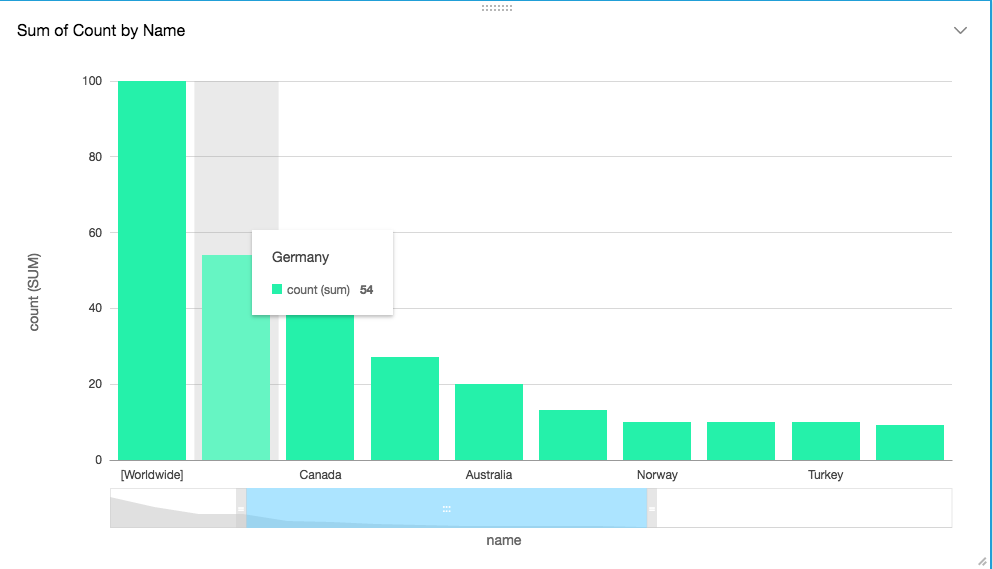 Sum of Count by Name
100
80
60
40
20
0
count (SUM)
Germany
count (sum) 54
[Worldwide] Canada Australia Norway Turkey
name